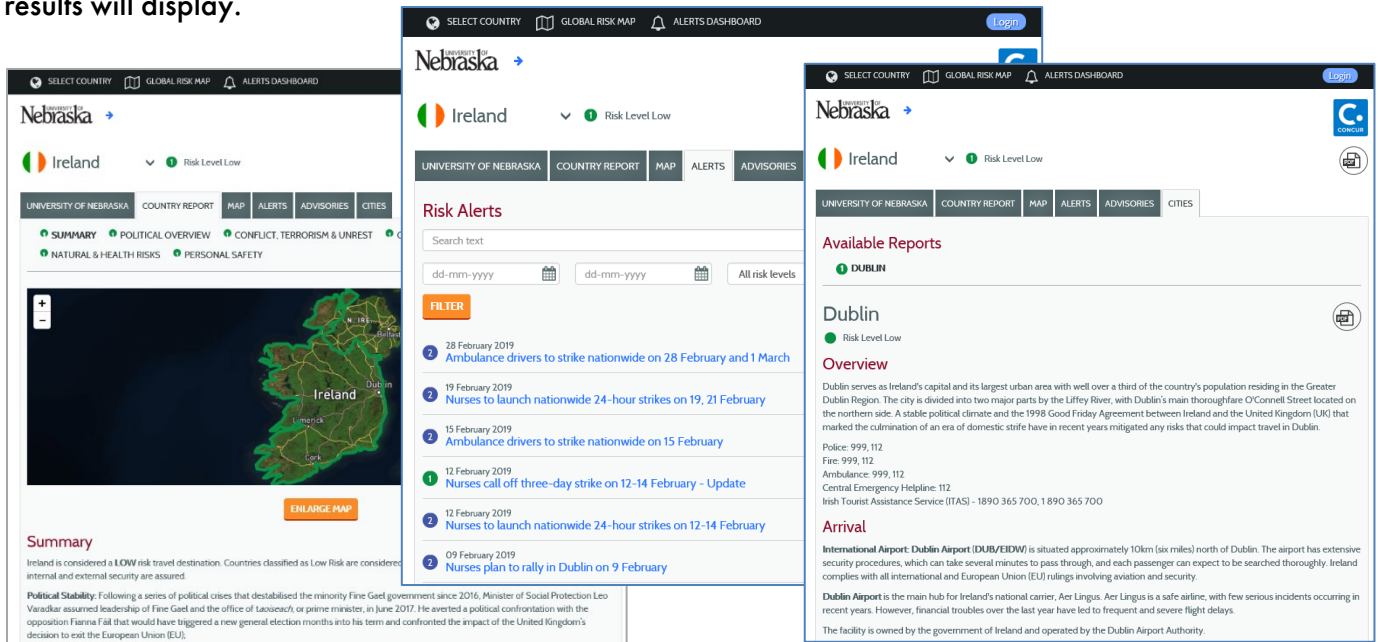 results will display.
SELECT COUNTRY GLOBAL RISK MAP ALERTS DASHBOARD
UNIVERSITY OF
Nebraska
Ireland 1 Risk Level Low
UNIVERSITY OF NEBRASKA COUNTRY REPORT MAP ALERTS ADVISORIES CITIES
SUMMARY POLITICAL OVERVIEW CONFLICT, TERRORISM & UNREST
NATURAL & HEALTH RISKS PERSONAL SAFETY
+
-
N. IRE.
Belfast
Dublin
Ireland
Limerick
Cork
ENLARGE MAP
Summary
Ireland is considered a LOW risk travel destination. Countries classified as Low Risk are considered
internal and external security are assured.
Political Stability: Following a series of political crises that destabilised the minority Fine Gael government since 2016, Minister of Social Protection Leo
Varadkar assumed leadership of Fine Gael and the office of taoiseach, or prime minister, in June 2017. He averted a political confrontation with the
opposition Fianna Fáil that would have triggered a new general election months into his term and confronted the impact of the United Kingdom's
decision to exit the European Union (EU);
SELECT COUNTRY GLOBAL RISK MAP ALERTS DASHBOARD Login
UNIVERSITY OF
Nebraska
Ireland 1 Risk Level Low
UNIVERSITY OF NEBRASKA COUNTRY REPORT MAP ALERTS ADVISORIES
Risk Alerts
Search text
dd-mm-yyyy dd-mm-yyyy All risk levels
FILTER
28 February 2019
2 Ambulance drivers to strike nationwide on 28 February and 1 March
19 February 2019
2 Nurses to launch nationwide 24-hour strikes on 19, 21 February
15 February 2019
2 Ambulance drivers to strike nationwide on 15 February
12 February 2019
1 Nurses call off three-day strike on 12-14 February - Update
12 February 2019
2 Nurses to launch nationwide 24-hour strikes on 12-14 February
09 February 2019
2 Nurses plan to rally in Dublin on 9 February
SELECT COUNTRY GLOBAL RISK MAP ALERTS DASHBOARD Login
UNIVERSITY OF
Nebraska
C.
CONCUR
Ireland 1 Risk Level Low PDF
UNIVERSITY OF NEBRASKA COUNTRY REPORT MAP ALERTS ADVISORIES CITIES
Available Reports
1 DUBLIN
Dublin PDF
Risk Level Low
Overview
Dublin serves as Ireland's capital and its largest urban area with well over a third of the country's population residing in the Greater
Dublin Region. The city is divided into two major parts by the Liffey River, with Dublin's main thoroughfare O'Connell Street located on
the northern side. A stable political climate and the 1998 Good Friday Agreement between Ireland and the United Kingdom (UK) that
marked the culmination of an era of domestic strife have in recent years mitigated any risks that could impact travel in Dublin.
Police: 999, 112
Fire: 999, 112
Ambulance: 999, 112
Central Emergency Helpline: 112
Irish Tourist Assistance Service (ITAS) - 1890 365 700, 1 890 365 700
Arrival
International Airport: Dublin Airport (DUB/EIDW) is situated approximately 10km (six miles) north of Dublin. The airport has extensive
security procedures, which can take several minutes to pass through, and each passenger can expect to be searched thoroughly. Ireland
complies with all international and European Union (EU) rulings involving aviation and security.
Dublin Airport is the main hub for Ireland's national carrier, Aer Lingus. Aer Lingus is a safe airline, with few serious incidents occurring in
recent years. However, financial troubles over the last year have led to frequent and severe flight delays.
The facility is owned by the government of Ireland and operated by the Dublin Airport Authority.